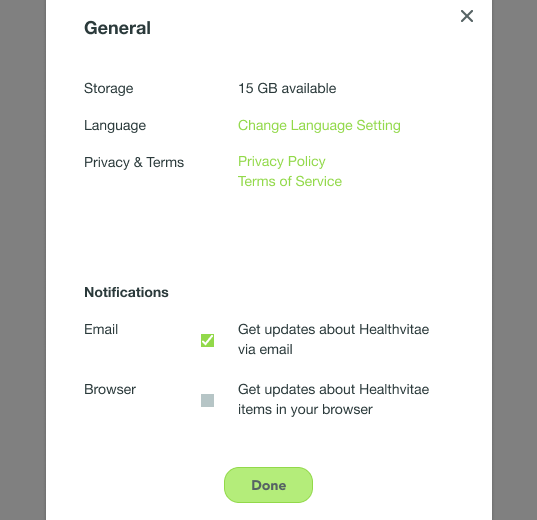 General
Storage 15 GB available
Language Change Language Setting
Privacy & Terms Privacy Policy
Terms of Service
Notifications
Email Get updates about Healthvitae
via email
Browser Get updates about Healthvitae
items in your browser
Done